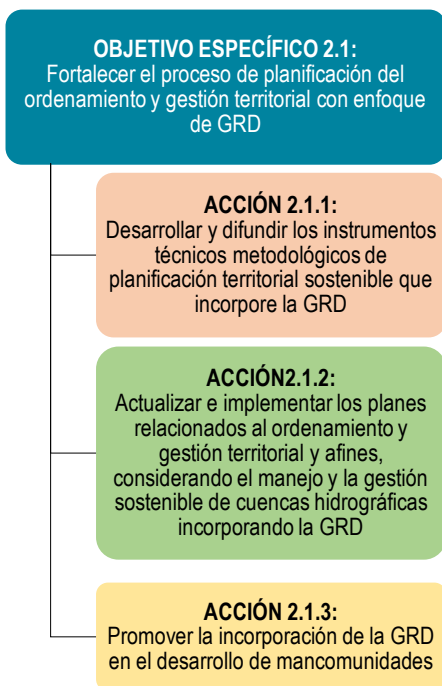 OBJETIVO ESPECÍFICO 2.1:
Fortalecer el proceso de planificación del
ordenamiento y gestión territorial con enfoque
de GRD
ACCIÓN 2.1.1:
Desarrollar y difundir los instrumentos
técnicos metodológicos de
planificación territorial sostenible que
incorpore la GRD
ACCIÓN2.1.2:
Actualizar e implementar los planes
relacionados al ordenamiento y
gestión territorial y afines,
considerando el manejo y la gestión
sostenible de cuencas hidrográficas
incorporando la GRD
ACCIÓN 2.1.3:
Promover la incorporación de la GRD
en el desarrollo de mancomunidades